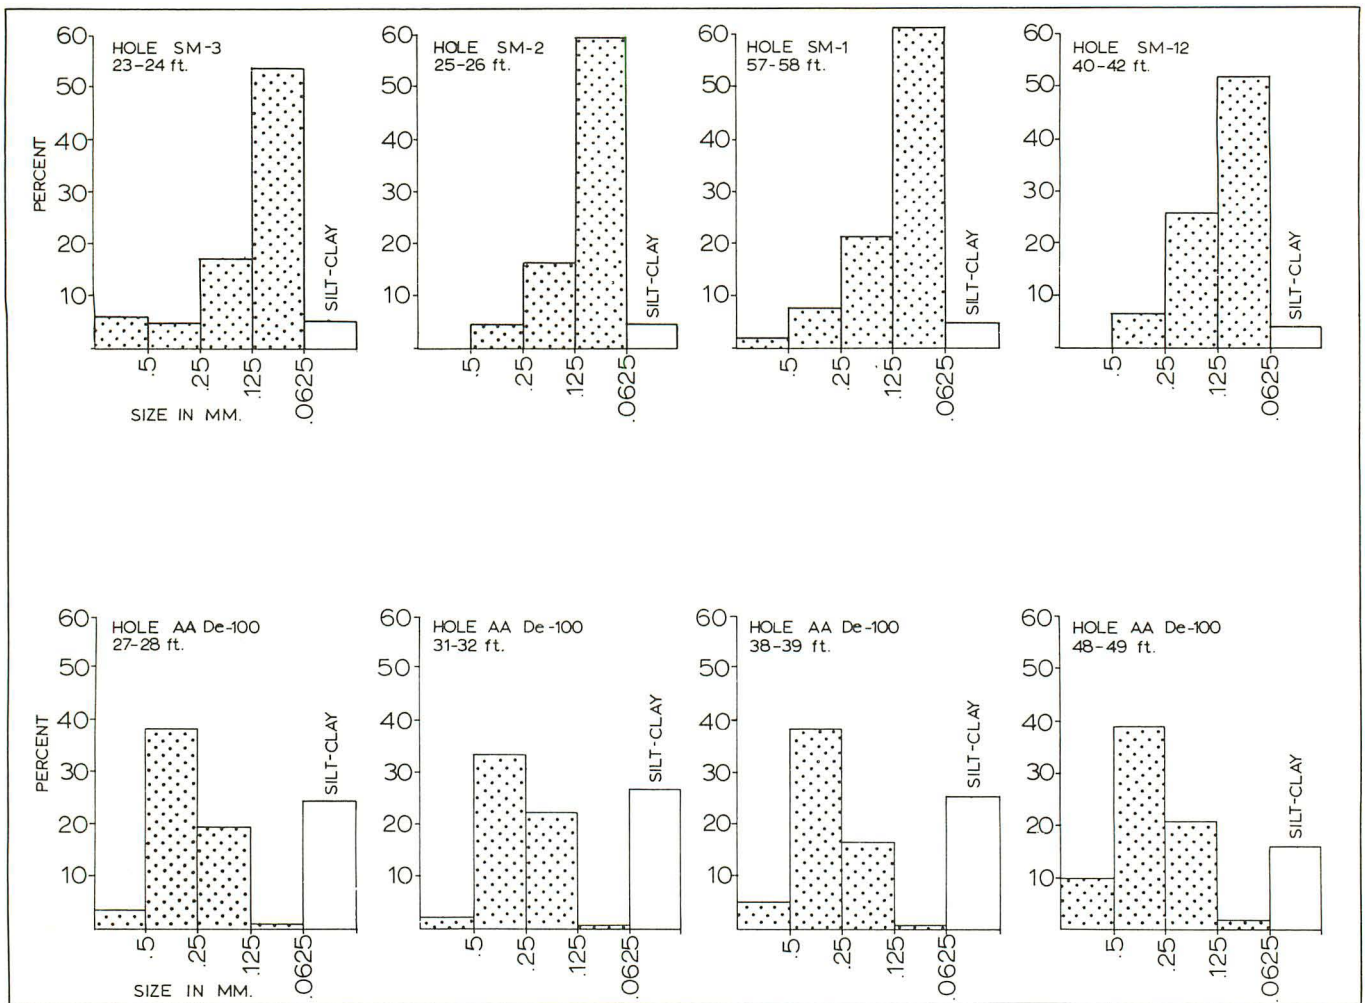 HOLE SM-3
23-24 ft.
60
50
40
30
20
10
PERCENT
SILT-CLAY
.5
.25
.125
.0625
SIZE IN MM.
HOLE SM-2
25-26 ft.
60
50
40
30
20
10
SILT-CLAY
.5
.25
.125
.0625
HOLE SM-1
57-58 ft.
60
50
40
30
20
10
SILT-CLAY
.5
.25
.125
.0625
HOLE SM-12
40-42 ft.
60
50
40
30
20
10
SILT-CLAY
.5
.25
.125
.0625
HOLE AA De-100
27-28 ft.
60
50
40
30
20
10
PERCENT
SILT-CLAY
.5
.25
.125
.0625
SIZE IN MM.
HOLE AA De-100
31-32 ft.
60
50
40
30
20
10
SILT-CLAY
.5
.25
.125
.0625
HOLE AA De-100
38-39 ft.
60
50
40
30
20
10
SILT-CLAY
.5
.25
.125
.0625
HOLE AA De-100
48-49 ft.
60
50
40
30
20
10
SILT-CLAY
.5
.25
.125
.0625